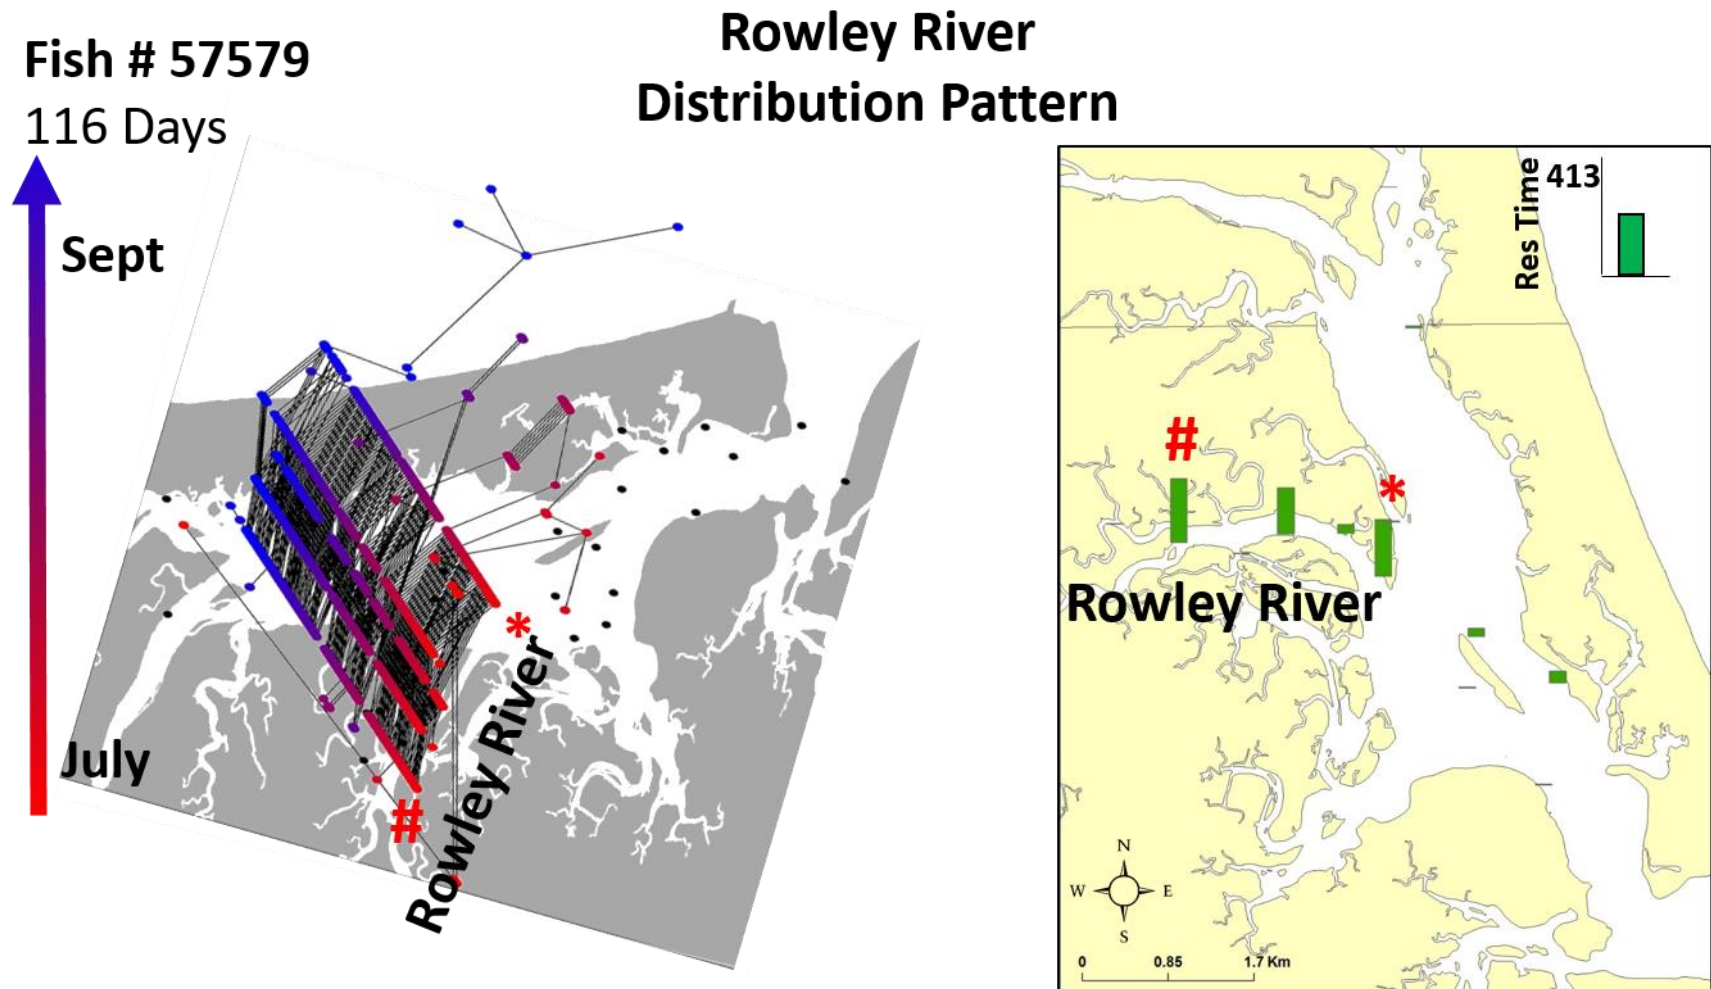 Rowley River
Distribution Pattern
Fish # 57579
116 Days
Sept
July
*
#
Rowley River
Res Time
413
#
*
Rowley River
N
W
E
S
0
0.85
1.7 Km